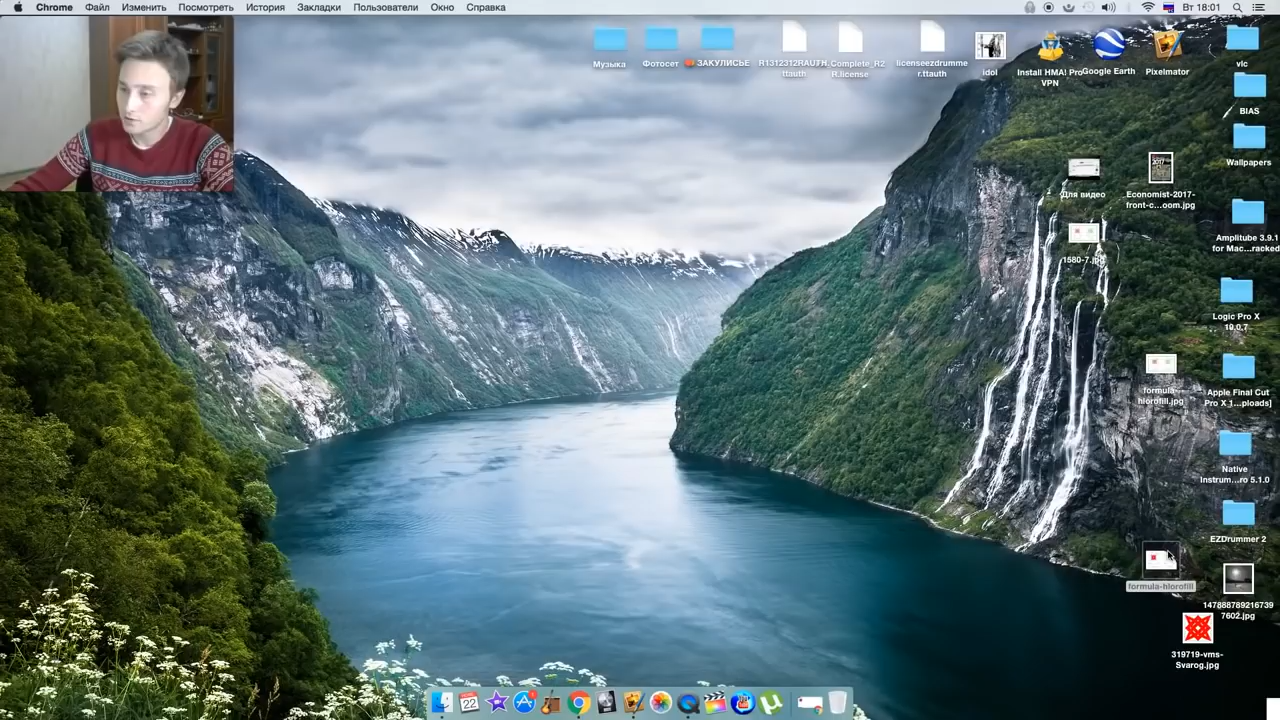 Chrome Файл Изменить Посмотреть История Закладки Пользователи Окно Справка Вт 18:01
Музыка
Фотосет
ЗАКУЛИСЬЕ
R1312312RAUTH.
ttauth
Complete_R2
R.license
licenseezdrumme
r.ttauth
idol
Install HMA! Pro
VPN
Google Earth
Pixelmator
vic
BIAS
Wallpapers
Для видео
Economist-2017-
front-c...oom.jpg
1580-7.jpg
Amplitube 3.9.1
for Mac...racked
Logic Pro X
10.0.7
formula-
hlorofill.jpg
Apple Final Cut
Pro X 1...ploads]
Native
Instrum...ro 5.1.0
EZDrummer 2
formula-hlorofill
147888789216739
7602.jpg
319719-vms-
Svarog.jpg
22